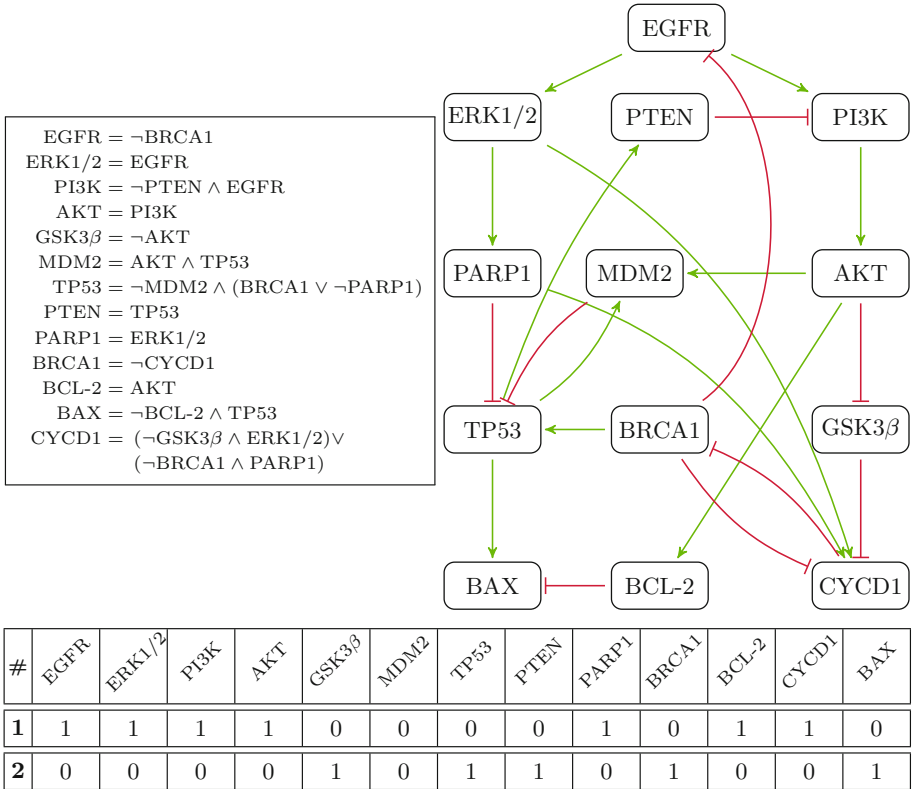 EGFR
ERK1/2
PTEN
PI3K
EGFR = ¬BRCA1
ERK1/2 = EGFR
PI3K = ¬PTEN ∧ EGFR
AKT = PI3K
GSK3β = ¬AKT
MDM2 = AKT ∧ TP53
TP53 = ¬MDM2 ∧ (BRCA1 ∨ ¬PARP1)
PTEN = TP53
PARP1 = ERK1/2
BRCA1 = ¬CYCD1
BCL-2 = AKT
BAX = ¬BCL-2 ∧ TP53
CYCD1 = (¬GSK3β ∧ ERK1/2)∨
(¬BRCA1 ∧ PARP1)
PARP1
MDM2
AKT
TP53
BRCA1
GSK3β
BAX
BCL-2
CYCD1
# EGFR ERK1/2 PI3K AKT GSK3β MDM2 TP53 PTEN PARP1 BRCA1 BCL-2 CYCD1 BAX
1 1 1 1 1 0 0 0 0 1 0 1 1 0
2 0 0 0 0 1 0 1 1 0 1 0 0 1